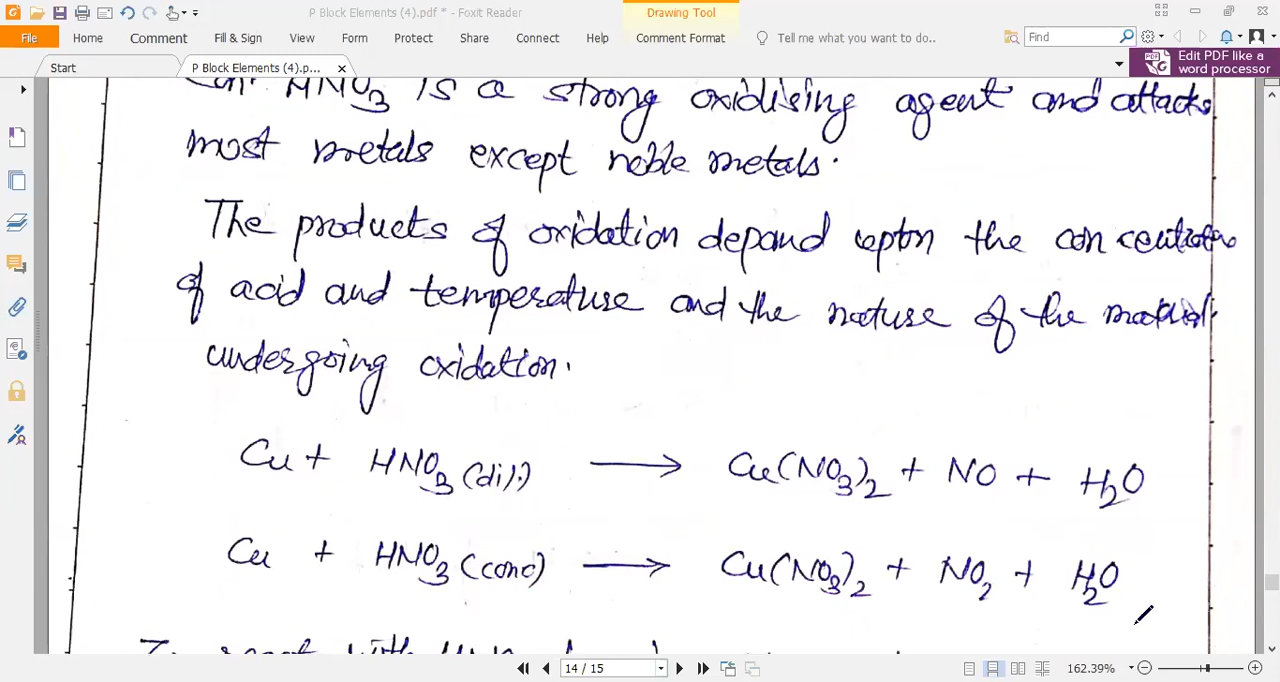 P Block Elements (4).pdf * - Foxit Reader
Drawing Tool
File Home Comment Fill & Sign View Form Protect Share Connect Help Comment Format Tell me what you want to do.. Find
Start P Block Elements (4).p...
Edit PDF like a
word processor
HNO3 is a strong oxidising agent and attacks
most metals except noble metals.
The products of oxidation depand upton the
of acid and temperature and the nature of the
undergoing oxidation.
Cu + HNO3 (dil.) → Cu(NO3)2 + NO + H2O
Cu + HNO3 (conc) → Cu(NO3)2 + NO2 + H2O
react with
14 / 15
162.39%